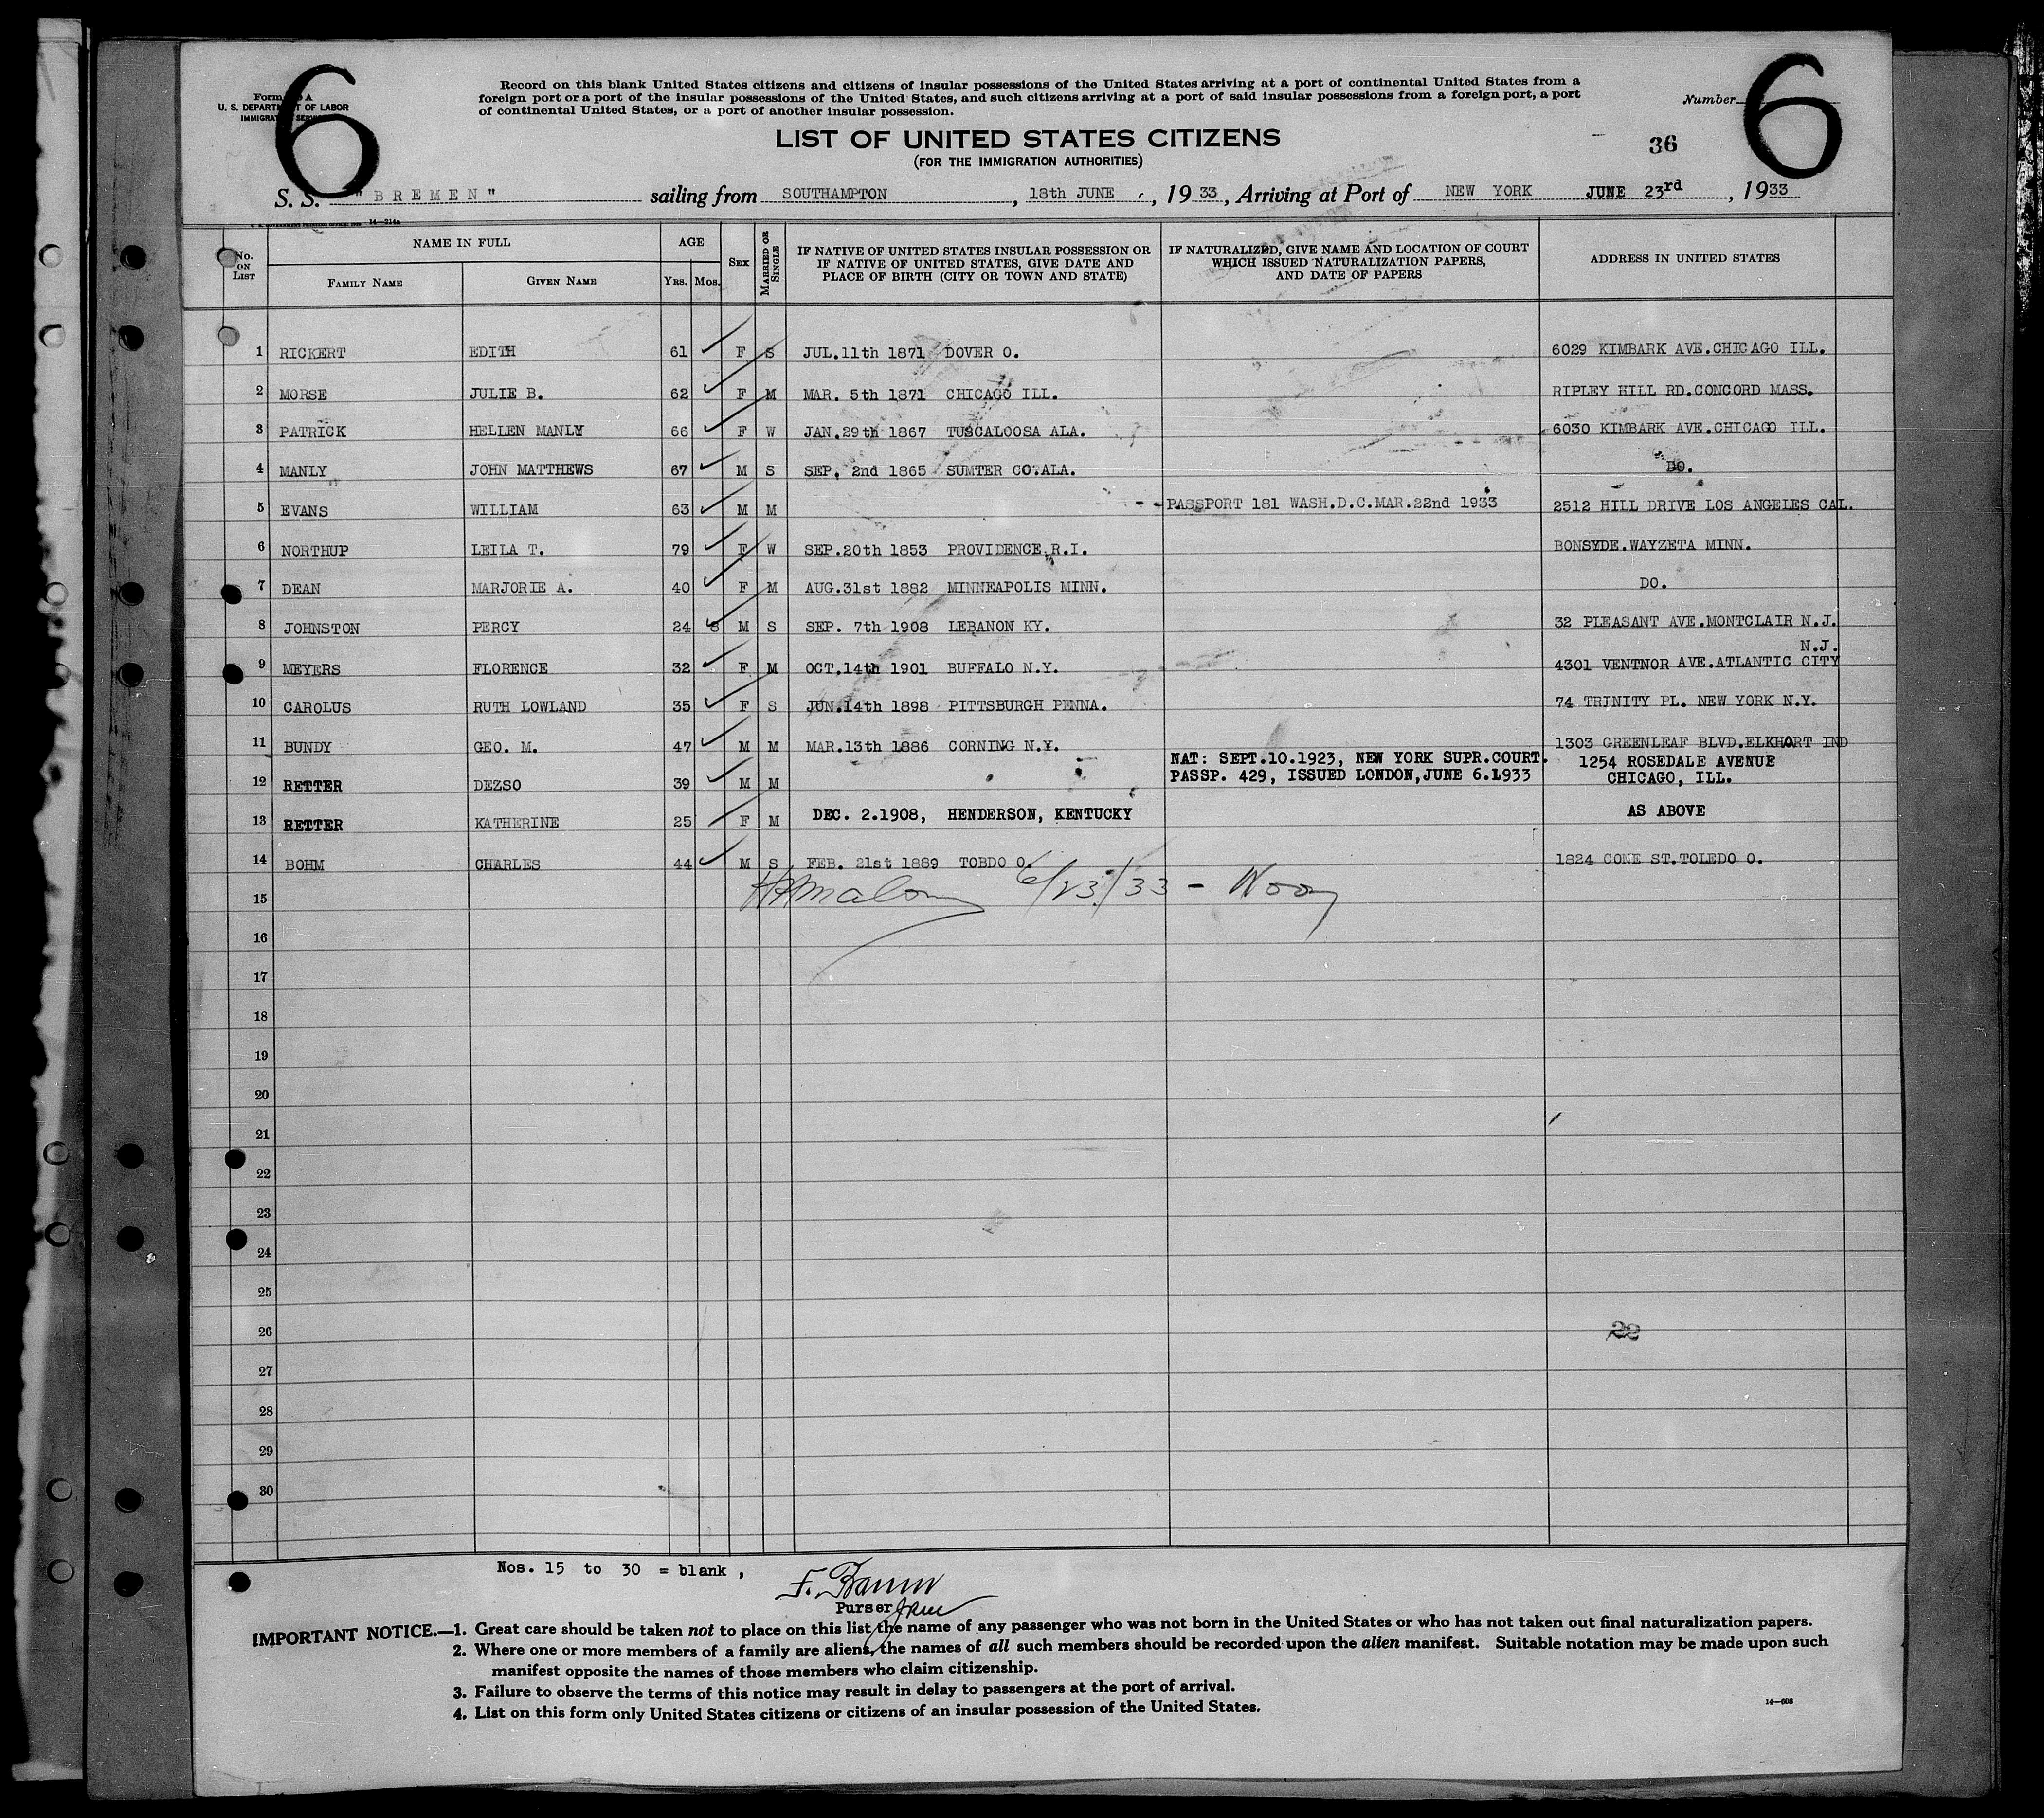 6
6
Form A
U. S. DEPARTMENT OF LABOR
IMMIGRATION SERVICE
Record on this blank United States citizens and citizens of insular possessions of the United States arriving at a port of continental United States from a
foreign port or a port of the insular possessions of the United States, and such citizens arriving at a port of said insular possessions from a foreign port, a port
of continental United States, or a port of another insular possession.
Number
LIST OF UNITED STATES CITIZENS
(FOR THE IMMIGRATION AUTHORITIES)
36
S. S. "BREMEN" sailing from SOUTHAMPTON, 18th JUNE, 1933, Arriving at Port of NEW YORK JUNE 23rd, 1933
14—214a
No. ON LIST NAME IN FULL AGE SEX MARRIED OR SINGLE IF NATIVE OF UNITED STATES INSULAR POSSESSION OR IF NATIVE OF UNITED STATES, GIVE DATE AND PLACE OF BIRTH (CITY OR TOWN AND STATE) IF NATURALIZED, GIVE NAME AND LOCATION OF COURT WHICH ISSUED NATURALIZATION PAPERS, AND DATE OF PAPERS ADDRESS IN UNITED STATES
FAMILY NAME GIVEN NAME YRS. MOS.
1 RICKERT EDITH 61 F S JUL.11th 1871 DOVER O. 6029 KIMBARK AVE.CHICAGO ILL.
2 MORSE JULIE B. 62 F M MAR. 5th 1871 CHICAGO ILL. RIPLEY HILL RD.CONCORD MASS.
3 PATRICK HELLEN MANLY 66 F W JAN.29th 1867 TUSCALOOSA ALA. 6030 KIMBARK AVE.CHICAGO ILL.
4 MANLY JOHN MATTHEWS 67 M S SEP. 2nd 1865 SUMTER CO.ALA. DO.
5 EVANS WILLIAM 63 M M PASSPORT 181 WASH.D.C.MAR.22nd 1933 2512 HILL DRIVE LOS ANGELES CAL.
6 NORTHUP LEILA T. 79 F W SEP.20th 1853 PROVIDENCE R.I. BONSYDE.WAYZETA MINN.
7 DEAN MARJORIE A. 40 F M AUG.31st 1882 MINNEAPOLIS MINN. DO.
8 JOHNSTON PERCY 24 8 M S SEP. 7th 1908 LEBANON KY. 32 PLEASANT AVE.MONTCLAIR N.J.
N.J.
9 MEYERS FLORENCE 32 F M OCT.14th 1901 BUFFALO N.Y. 4301 VENTNOR AVE.ATLANTIC CITY
10 CAROLUS RUTH LOWLAND 35 F S JUN.14th 1898 PITTSBURGH PENNA. 74 TRINITY PL. NEW YORK N.Y.
11 BUNDY GEO. M. 47 M M MAR.13th 1886 CORNING N.Y. 1303 GREENLEAF BLVD.ELKHART IND
NAT: SEPT.10.1923, NEW YORK SUPR.COURT. 1254 ROSEDALE AVENUE
12 RETTER DEZSO 39 M M PASSP. 429, ISSUED LONDON,JUNE 6.1933 CHICAGO, ILL.
13 RETTER KATHERINE 25 F M DEC. 2.1908, HENDERSON, KENTUCKY AS ABOVE
14 BOHM CHARLES 44 M S FEB. 21st 1889 TOBDO O. 1824 CONE ST.TOLEDO O.
15 6/23/33 -
16
17
18
19
20
21
22
23
24
25
26 22
27
28
29
30
Nos. 15 to 30 = blank,
Purser
IMPORTANT NOTICE.—1. Great care should be taken not to place on this list the name of any passenger who was not born in the United States or who has not taken out final naturalization papers.
2. Where one or more members of a family are aliens, the names of all such members should be recorded upon the alien manifest. Suitable notation may be made upon such
manifest opposite the names of those members who claim citizenship.
3. Failure to observe the terms of this notice may result in delay to passengers at the port of arrival.
4. List on this form only United States citizens or citizens of an insular possession of the United States.
14—608